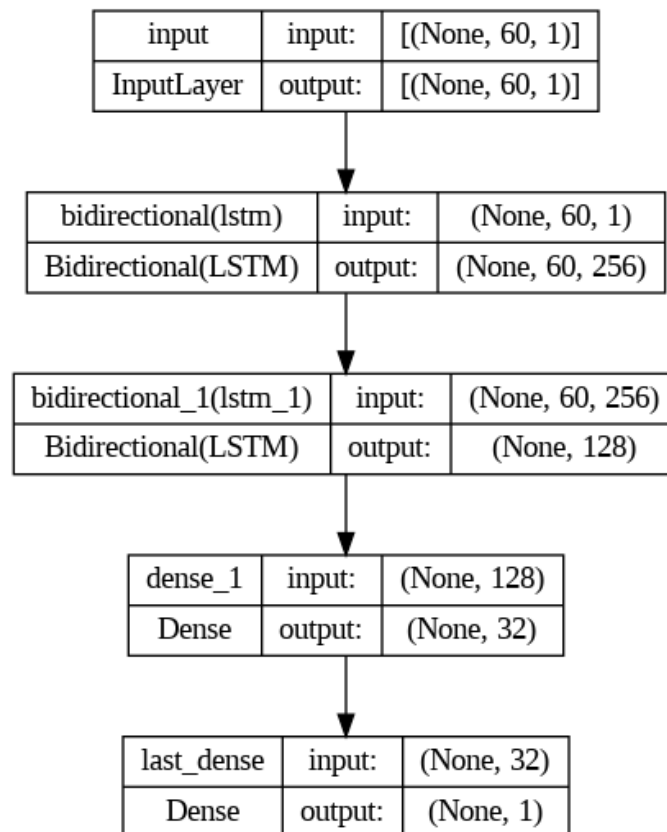 input input: [(None, 60, 1)]
InputLayer output: [(None, 60, 1)]
bidirectional(lstm) input: (None, 60, 1)
Bidirectional(LSTM) output: (None, 60, 256)
bidirectional_1(lstm_1) input: (None, 60, 256)
Bidirectional(LSTM) output: (None, 128)
dense_1 input: (None, 128)
Dense output: (None, 32)
last_dense input: (None, 32)
Dense output: (None, 1)